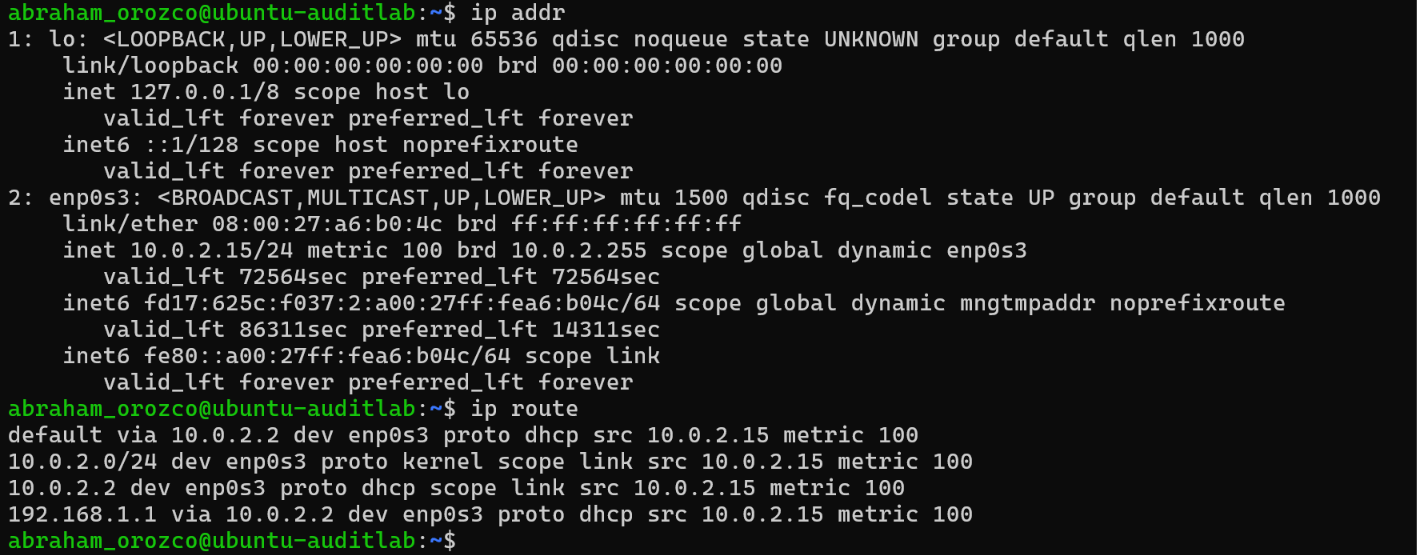 abraham_orozco@ubuntu-auditlab:~$ ip addr
1: lo: <LOOPBACK,UP,LOWER_UP> mtu 65536 qdisc noqueue state UNKNOWN group default qlen 1000
    link/loopback 00:00:00:00:00:00 brd 00:00:00:00:00:00
    inet 127.0.0.1/8 scope host lo
       valid_lft forever preferred_lft forever
    inet6 ::1/128 scope host noprefixroute
       valid_lft forever preferred_lft forever
2: enp0s3: <BROADCAST,MULTICAST,UP,LOWER_UP> mtu 1500 qdisc fq_codel state UP group default qlen 1000
    link/ether 08:00:27:a6:b0:4c brd ff:ff:ff:ff:ff:ff
    inet 10.0.2.15/24 metric 100 brd 10.0.2.255 scope global dynamic enp0s3
       valid_lft 72564sec preferred_lft 72564sec
    inet6 fd17:625c:f037:2:a00:27ff:fea6:b04c/64 scope global dynamic mngtmpaddr noprefixroute
       valid_lft 86311sec preferred_lft 14311sec
    inet6 fe80::a00:27ff:fea6:b04c/64 scope link
       valid_lft forever preferred_lft forever
abraham_orozco@ubuntu-auditlab:~$ ip route
default via 10.0.2.2 dev enp0s3 proto dhcp src 10.0.2.15 metric 100
10.0.2.0/24 dev enp0s3 proto kernel scope link src 10.0.2.15 metric 100
10.0.2.2 dev enp0s3 proto dhcp scope link src 10.0.2.15 metric 100
192.168.1.1 via 10.0.2.2 dev enp0s3 proto dhcp src 10.0.2.15 metric 100
abraham_orozco@ubuntu-auditlab:~$